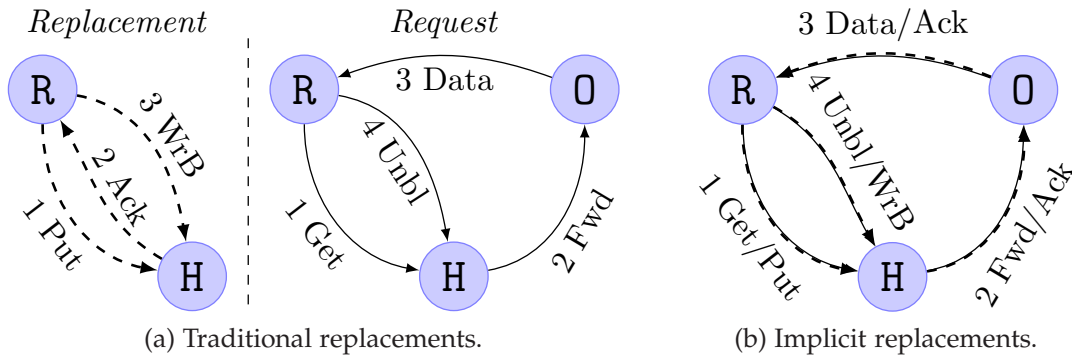 Replacement
R
3 WrB
2 Ack
1 Put
H
Request
3 Data
R
O
4 Unbl
1 Get
2 Fwd
H
(a) Traditional replacements.
3 Data/Ack
R
O
4 Unbl/WrB
1 Get/Put
2 Fwd/Ack
H
(b) Implicit replacements.